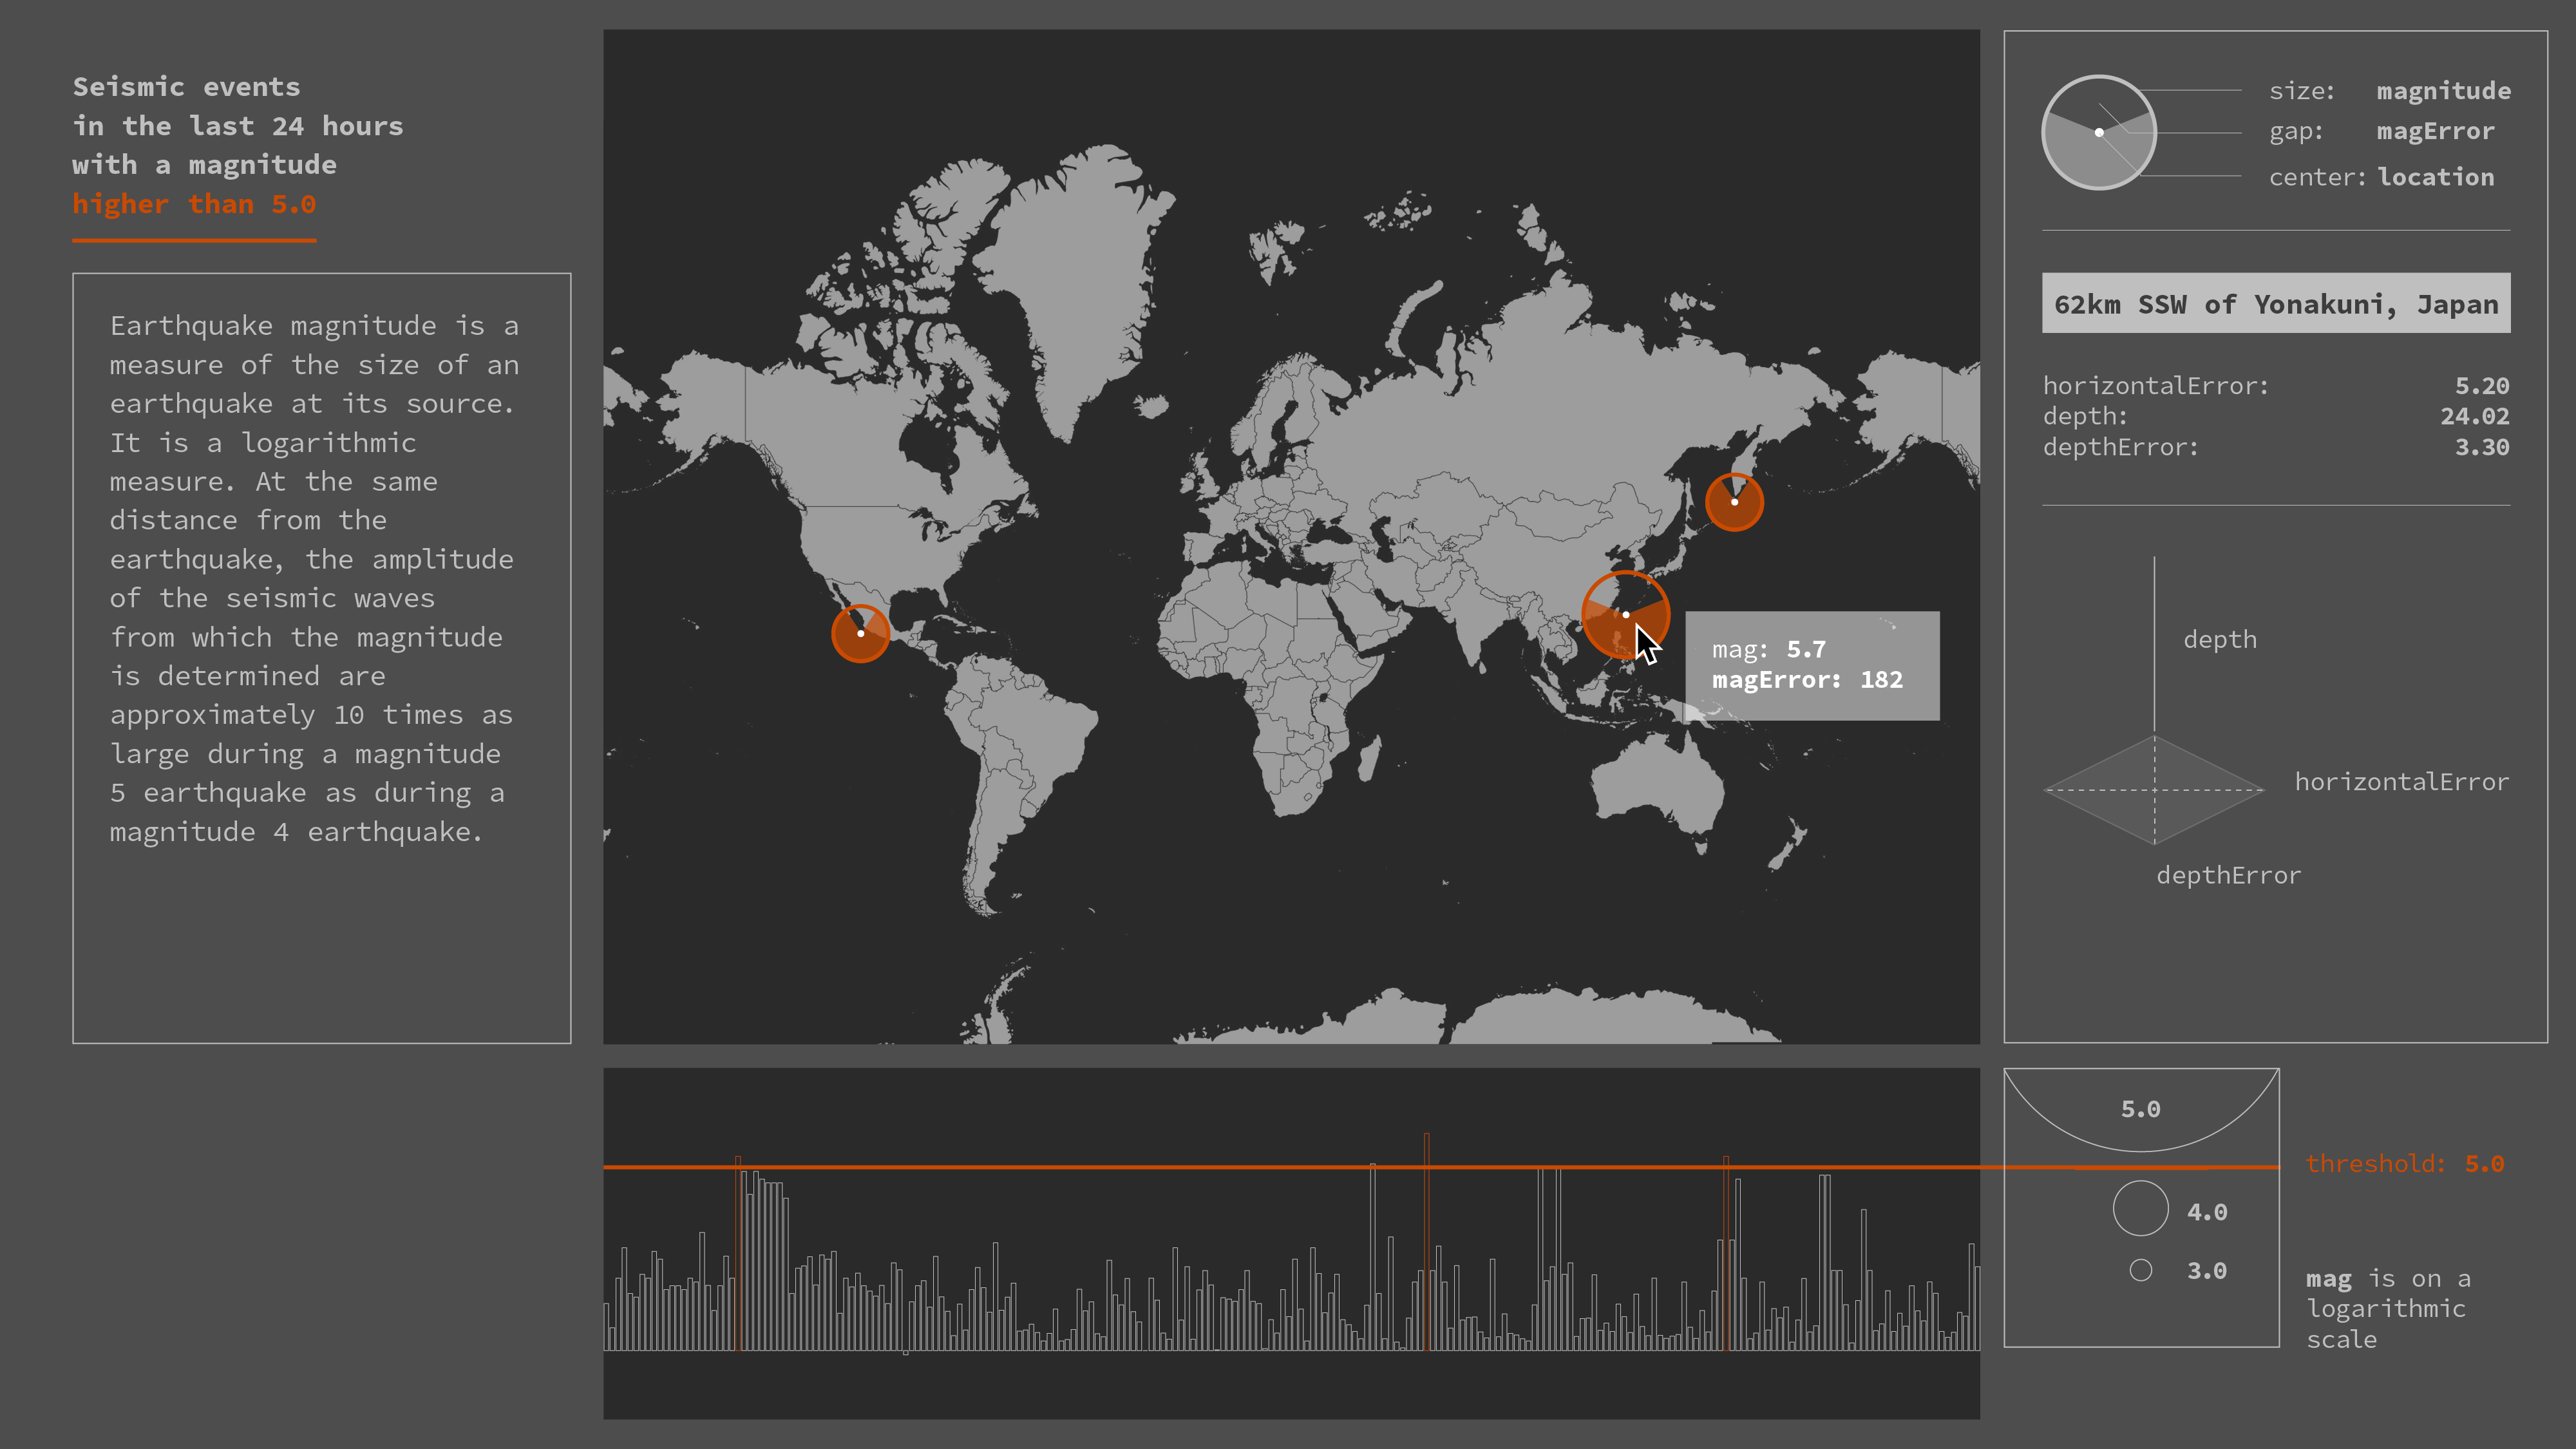 Seismic events
in the last 24 hours
with a magnitude
higher than 5.0
Earthquake magnitude is a
measure of the size of an
earthquake at its source.
It is a logarithmic
measure. At the same
distance from the
earthquake, the amplitude
of the seismic waves
from which the magnitude
is determined are
approximately 10 times as
large during a magnitude
5 earthquake as during a
magnitude 4 earthquake.
mag: 5.7
magError: 182
size: magnitude
gap: magError
center: location
62km SSW of Yonakuni, Japan
horizontalError: 5.20
depth: 24.02
depthError: 3.30
depth
horizontalError
depthError
5.0
threshold: 5.0
4.0
3.0
mag is on a
logarithmic
scale